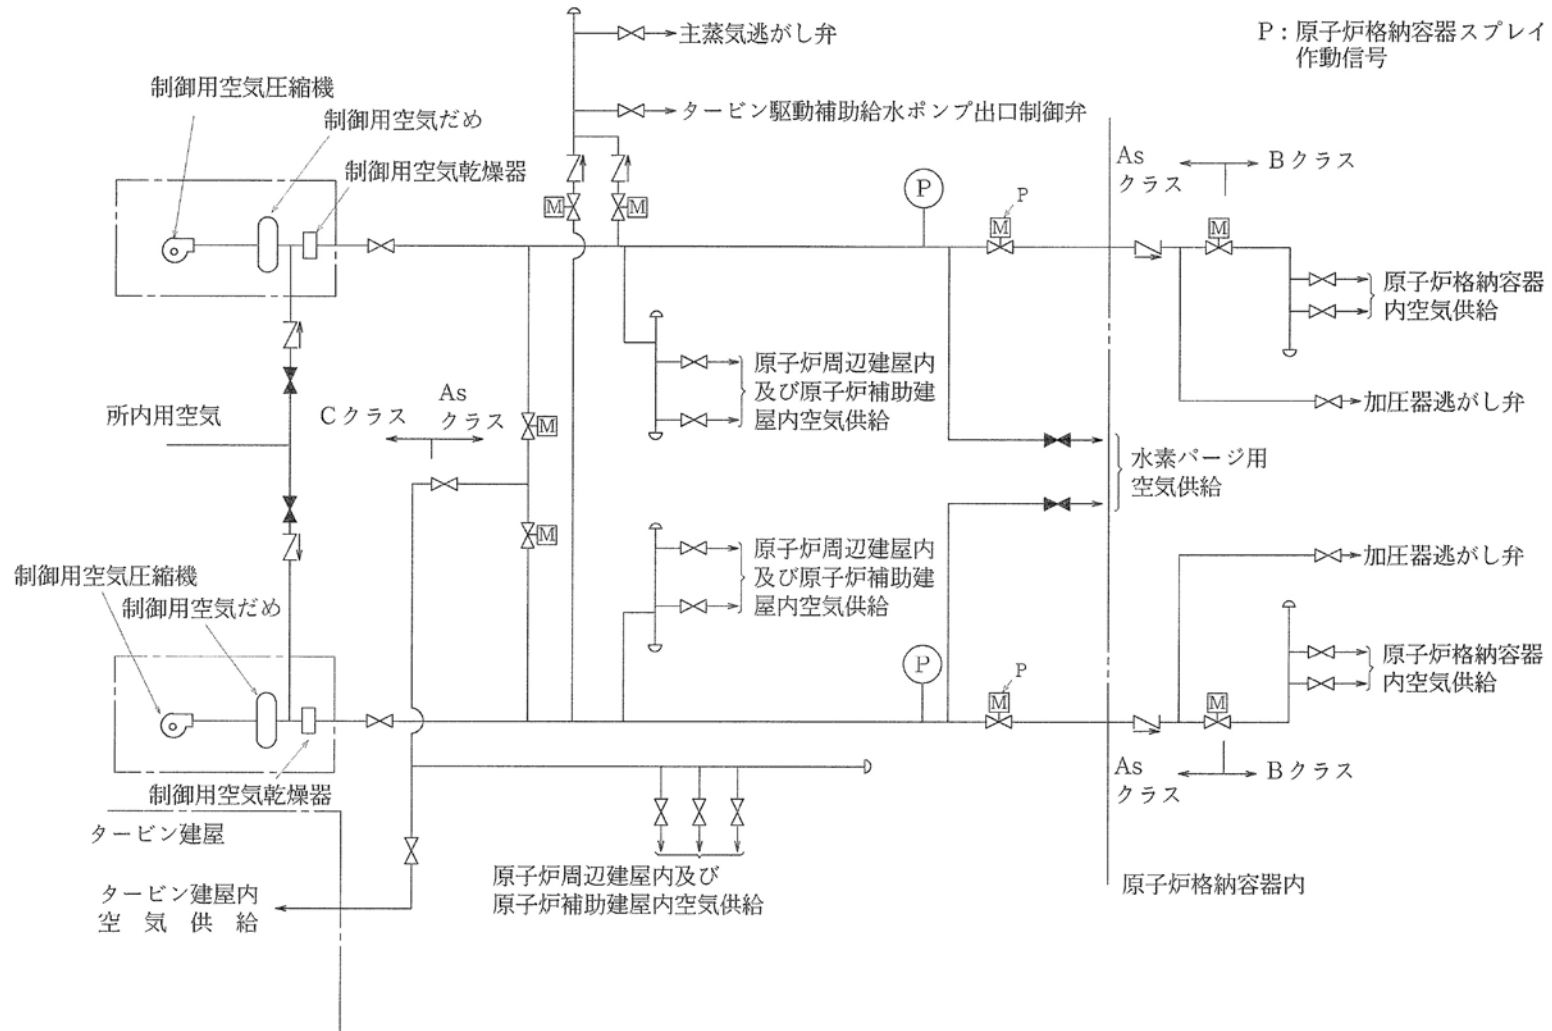 主蒸気逃がし弁
P：原子炉格納容器スプレイ
作動信号
制御用空気圧縮機
制御用空気だめ
タービン駆動補助給水ポンプ出口制御弁
制御用空気乾燥器
As
クラス
Bクラス
P
P
M
M
M
M
原子炉格納容器
内空気供給
原子炉周辺建屋内
及び原子炉補助建
屋内空気供給
加圧器逃がし弁
所内用空気
Cクラス
As
クラス
M
水素パージ用
空気供給
M
原子炉周辺建屋内
及び原子炉補助建
屋内空気供給
加圧器逃がし弁
制御用空気圧縮機
制御用空気だめ
原子炉格納容器
内空気供給
P
P
M
M
As
クラス
Bクラス
制御用空気乾燥器
タービン建屋
原子炉周辺建屋内及び
原子炉補助建屋内空気供給
原子炉格納容器内
タービン建屋内
空気供給